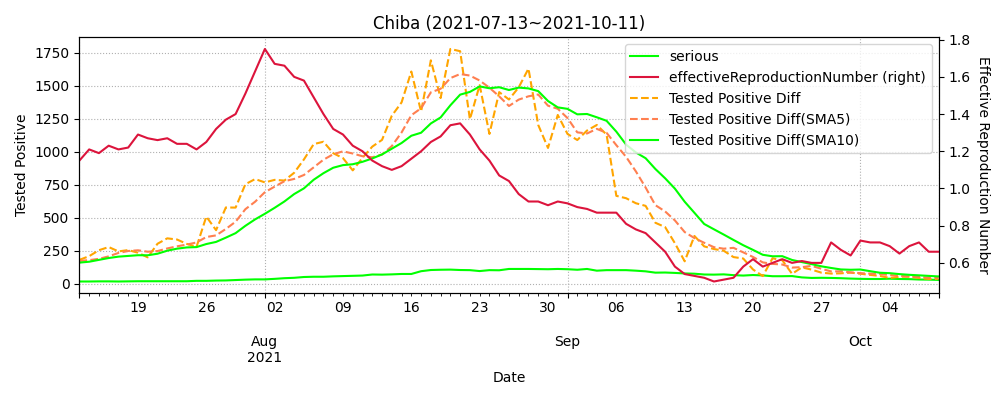 Chiba (2021-07-13~2021-10-11)
1750
1500
1250
1000
750
500
250
0
Tested Positive
serious
effectiveReproductionNumber (right)
Tested Positive Diff
Tested Positive Diff(SMA5)
Tested Positive Diff(SMA10)
1.8
1.6
1.4
1.2
1.0
0.8
0.6
Effective Reproduction Number
19 26 02 09 16 23 30 06 13 20 27 04
Aug Sep Oct
2021
Date